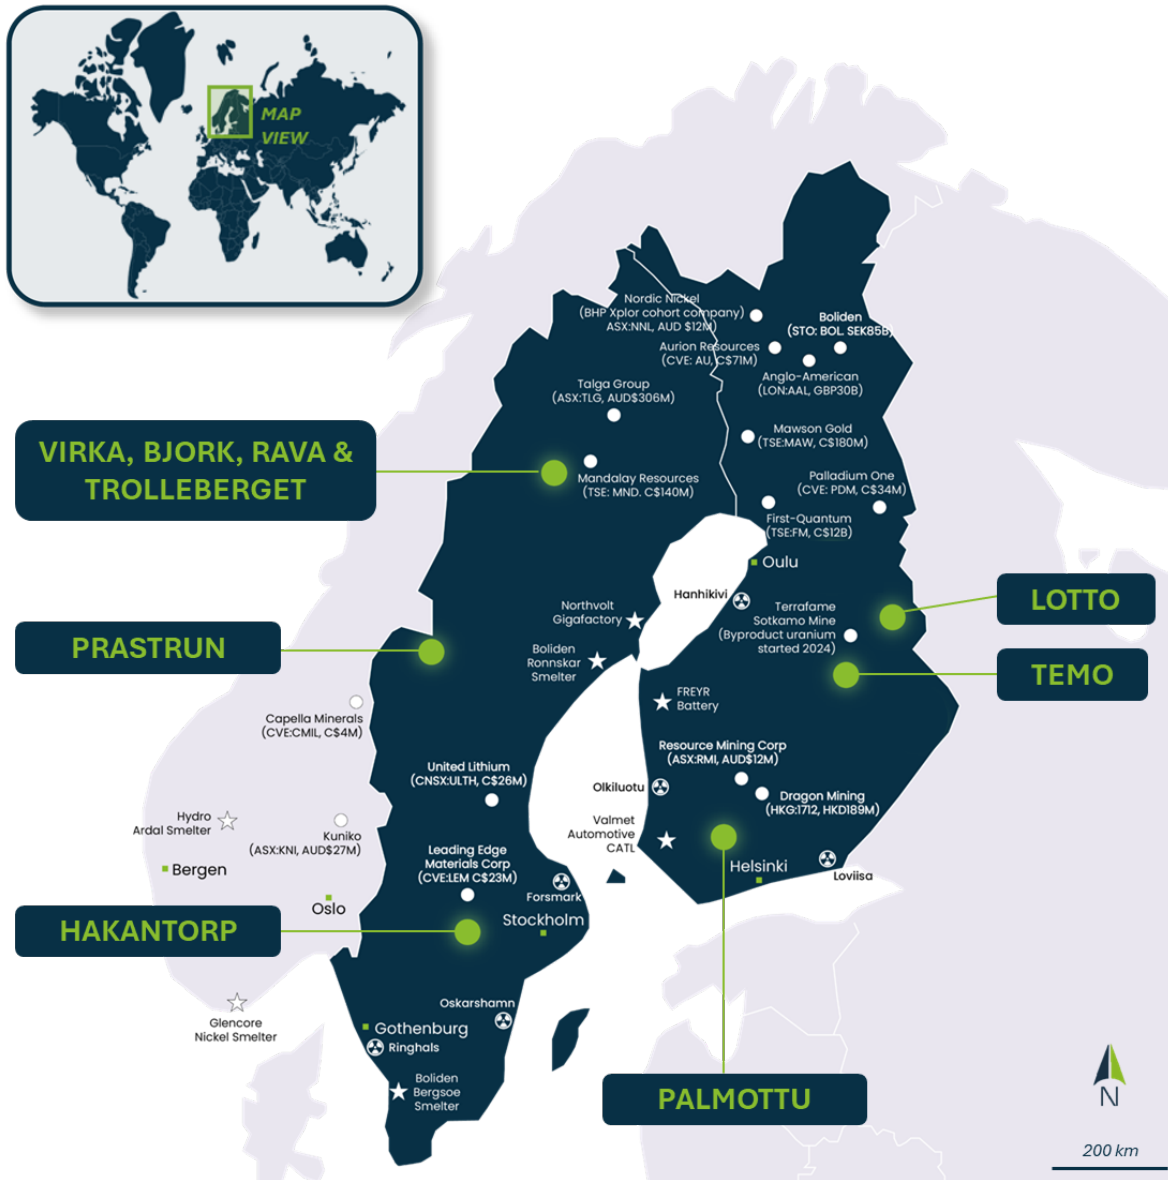 MAP
VIEW
Nordic Nickel
(BHP Xplor cohort company)
ASX:NNL, AUD $12M)
Boliden
(STO: BOL. SEK85B)
Aurion Resources
(CVE: AU, C$71M)
Anglo-American
(LON:AAL, GBP30B)
Talga Group
(ASX:TLG, AUD$306M)
Mawson Gold
(TSE:MAW, C$180M)
VIRKA, BJORK, RAVA &
TROLLEBERGET
Mandalay Resources
(TSE: MND. C$140M)
Palladium One
(CVE: PDM, C$34M)
First-Quantum
(TSE:FM, C$12B)
Oulu
Hanhikivi
LOTTO
Northvolt
Gigafactory
Terrafame
Sotkamo Mine
(Byproduct uranium
started 2024)
PRASTRUN
Boliden
Ronnskar
Smelter
TEMO
FREYR
Battery
Capella Minerals
(CVE:CMIL, C$4M)
Resource Mining Corp
(ASX:RMI, AUD$12M)
United Lithium
(CNSX:ULTH, C$26M)
Olkiluotu
Dragon Mining
(HKG:1712, HKD189M)
Hydro
Ardal Smelter
Kuniko
(ASX:KNI, AUD$27M)
Valmet
Automotive
CATL
Leading Edge
Materials Corp
(CVE:LEM C$23M)
Bergen
Helsinki
Loviisa
Oslo
Forsmark
HAKANTORP
Stockholm
Glencore
Nickel Smelter
Oskarshamn
Gothenburg
Ringhals
Boliden
Bergsoe
Smelter
PALMOTTU
N
200 km